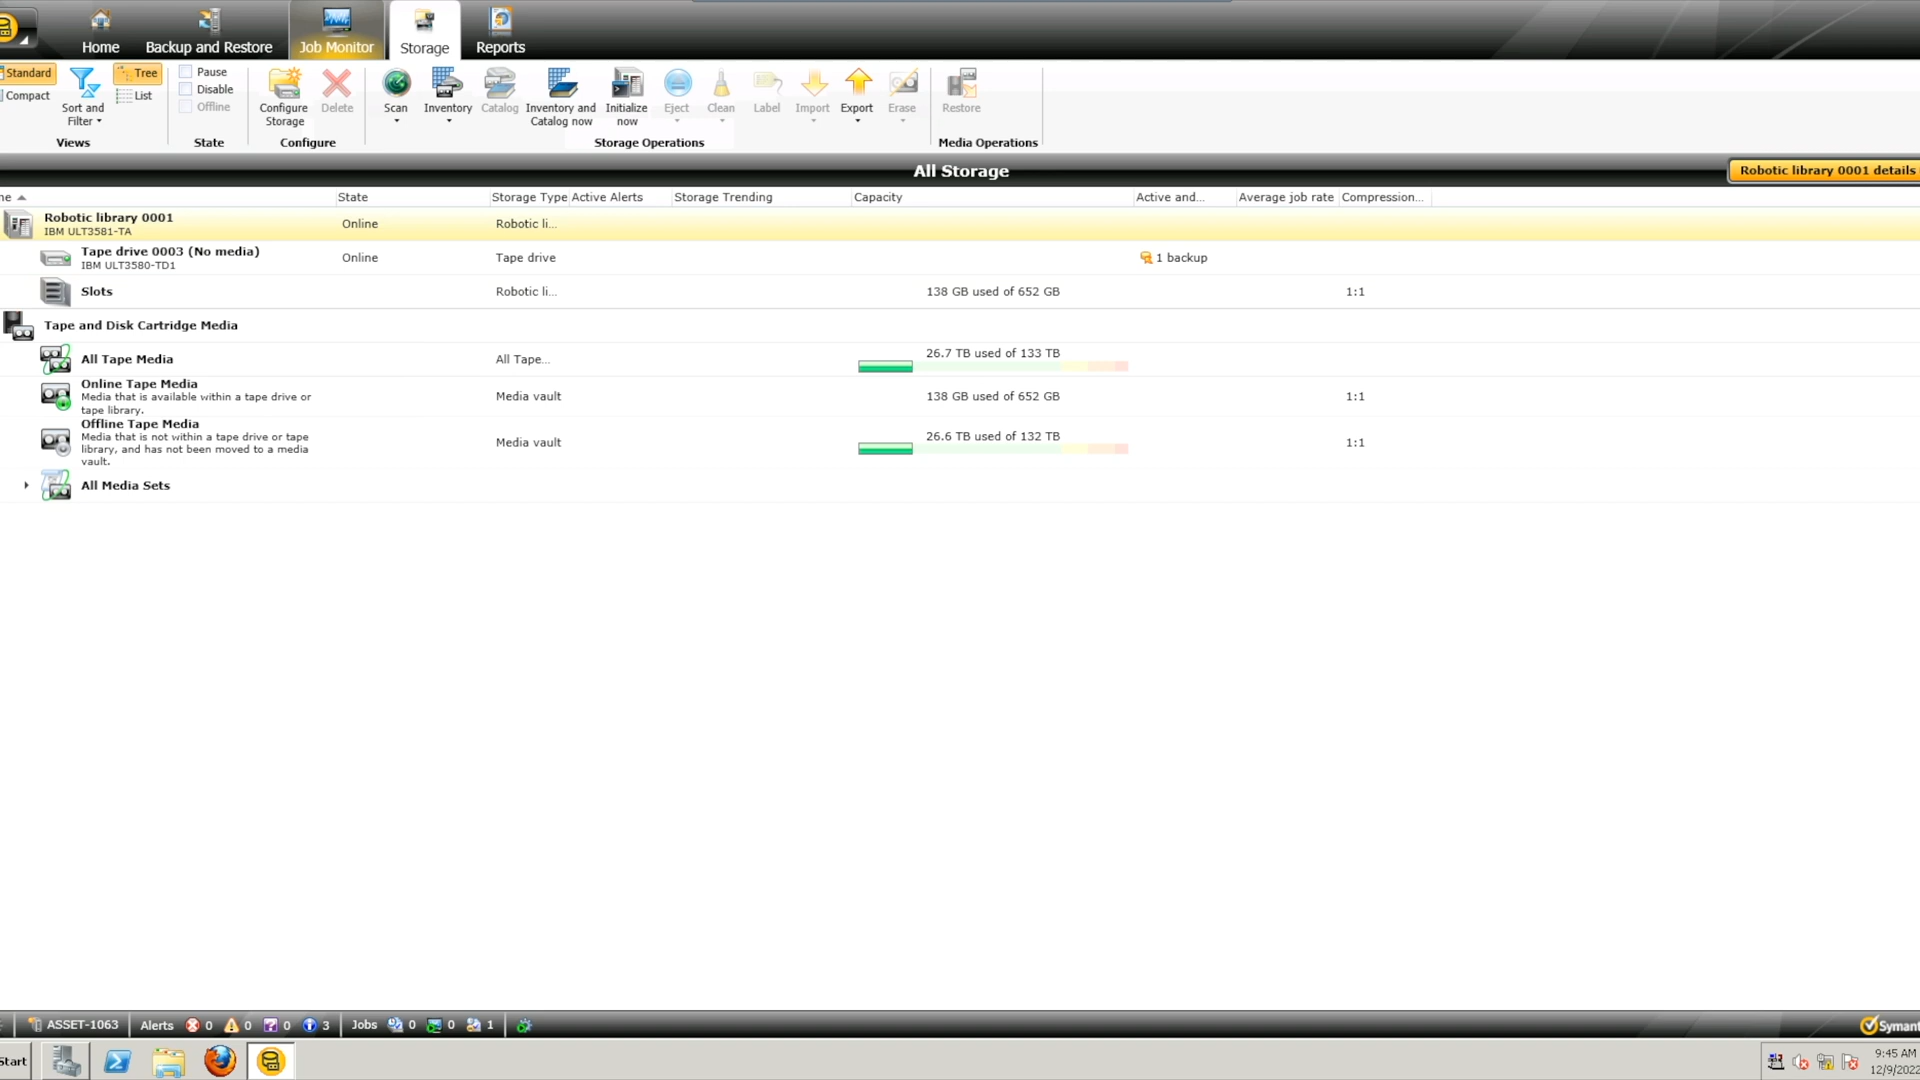 Home
Backup and Restore
Job Monitor
Storage
Reports
Standard
Compact
Sort and
Filter
Tree
List
Views
Pause
Disable
Offline
State
Configure
Storage
Delete
Configure
Scan
Inventory
Catalog
Inventory and
Catalog now
Initialize
now
Eject
Clean
Label
Import
Export
Erase
Storage Operations
Restore
Media Operations
All Storage
Robotic library 0001 details
State
Storage Type
Active Alerts
Storage Trending
Capacity
Active and...
Average job rate
Compression...
Robotic library 0001
IBM ULT3581-TA
Online
Robotic li...
Tape drive 0003 (No media)
IBM ULT3580-TD1
Online
Tape drive
1 backup
Slots
Robotic li...
138 GB used of 652 GB
1:1
Tape and Disk Cartridge Media
All Tape Media
All Tape...
26.7 TB used of 133 TB
Online Tape Media
Media that is available within a tape drive or
tape library.
Media vault
138 GB used of 652 GB
1:1
Offline Tape Media
Media that is not within a tape drive or tape
library, and has not been moved to a media
vault.
Media vault
26.6 TB used of 132 TB
1:1
All Media Sets
ASSET-1063
Alerts 0 0 0 3
Jobs 0 0 1
Symant
Start
9:45 AM
12/9/2022